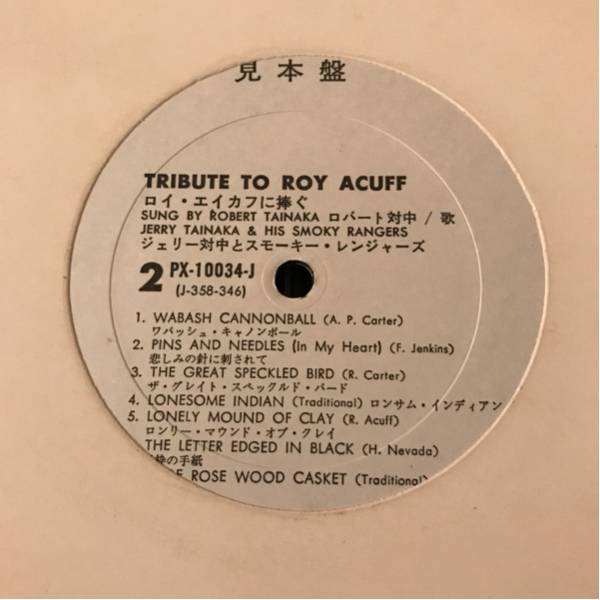 見本盤
TRIBUTE TO ROY ACUFF
ロイ・エイカフに捧ぐ
SUNG BY ROBERT TAINAKA ロバート対中 / 歌
JERRY TAINAKA & HIS SMOKY RANGERS
ジェリー対中とスモーキー・レンジャーズ
2 PX-10034-J
(J-358-346)
1. WABASH CANNONBALL (A. P. Carter)
ワバッシュ・キャノンボール
2. PINS AND NEEDLES (In My Heart) (F. Jenkins)
悲しみの針に刺されて
3. THE GREAT SPECKLED BIRD (R. Carter)
ザ・グレイト・スペックルド・バード
4. LONESOME INDIAN (Traditional) ロンサム・インディアン
5. LONELY MOUND OF CLAY (R. Acuff)
ロンリー・マウンド・オブ・クレイ
THE LETTER EDGED IN BLACK (H. Nevada)
枠の手紙
ROSE WOOD CASKET (Traditional)